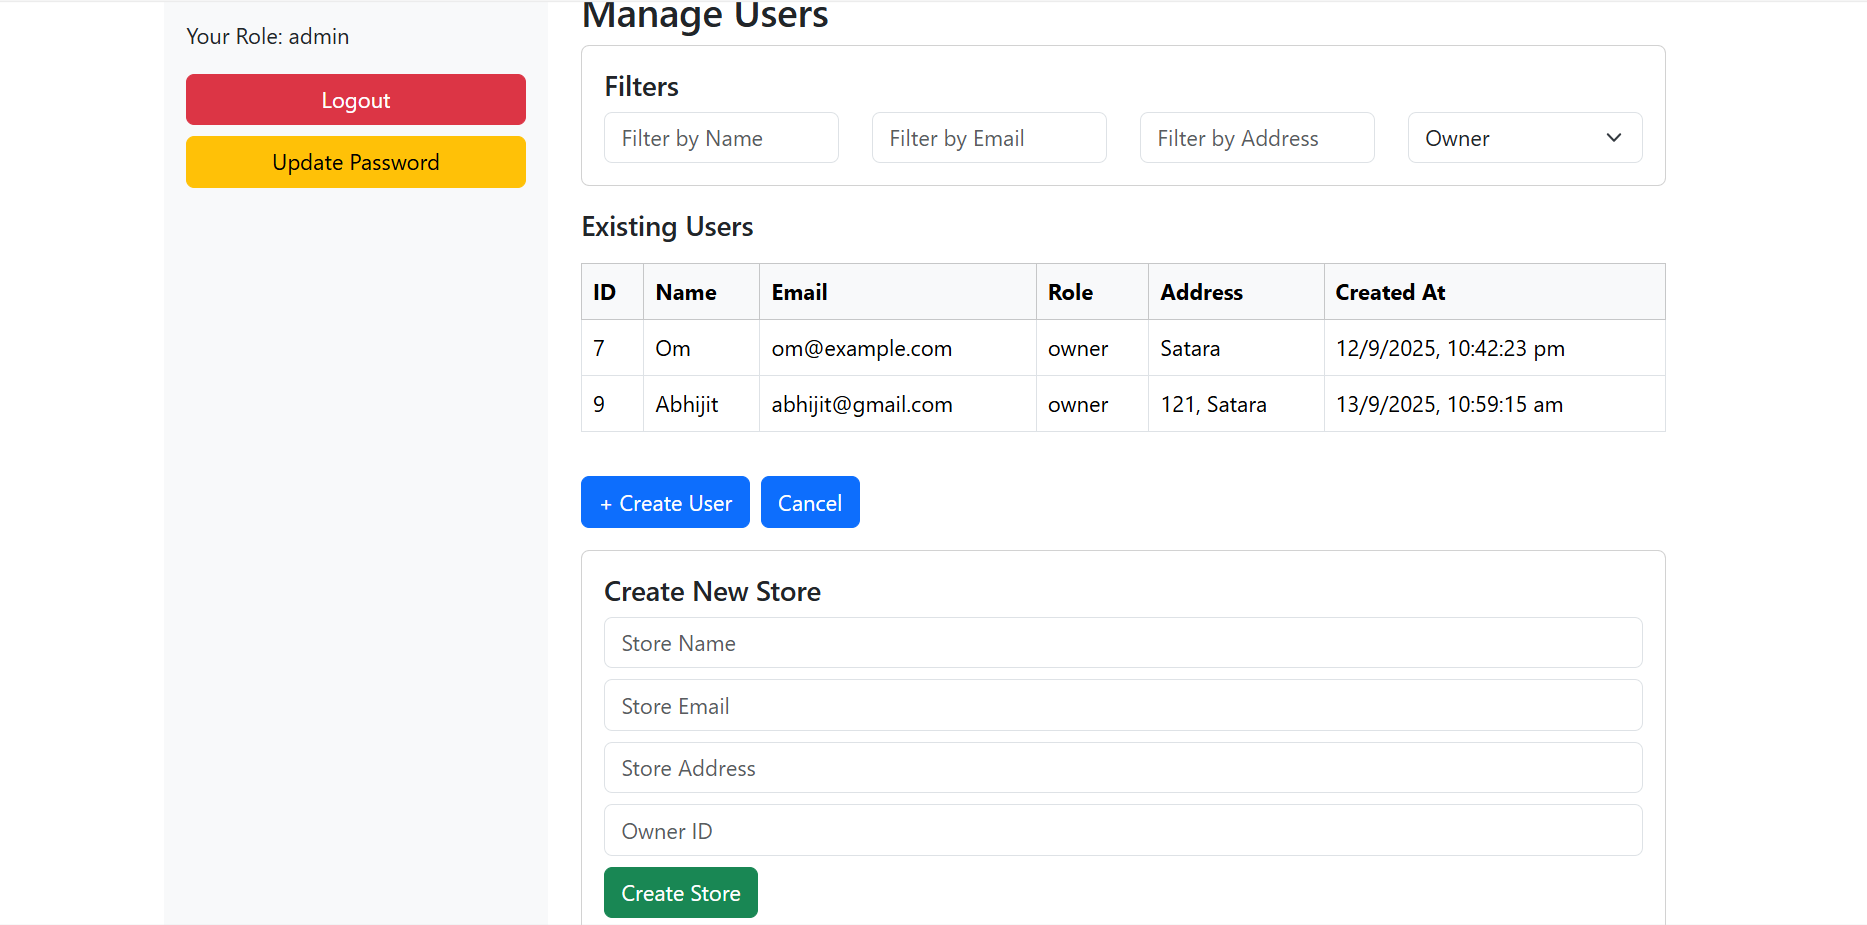 Manage Users
Your Role: admin
Logout
Update Password
Filters
Filter by Name Filter by Email Filter by Address Owner
Existing Users
ID Name Email Role Address Created At
7 Om om@example.com owner Satara 12/9/2025, 10:42:23 pm
9 Abhijit abhijit@gmail.com owner 121, Satara 13/9/2025, 10:59:15 am
+ Create User Cancel
Create New Store
Store Name
Store Email
Store Address
Owner ID
Create Store